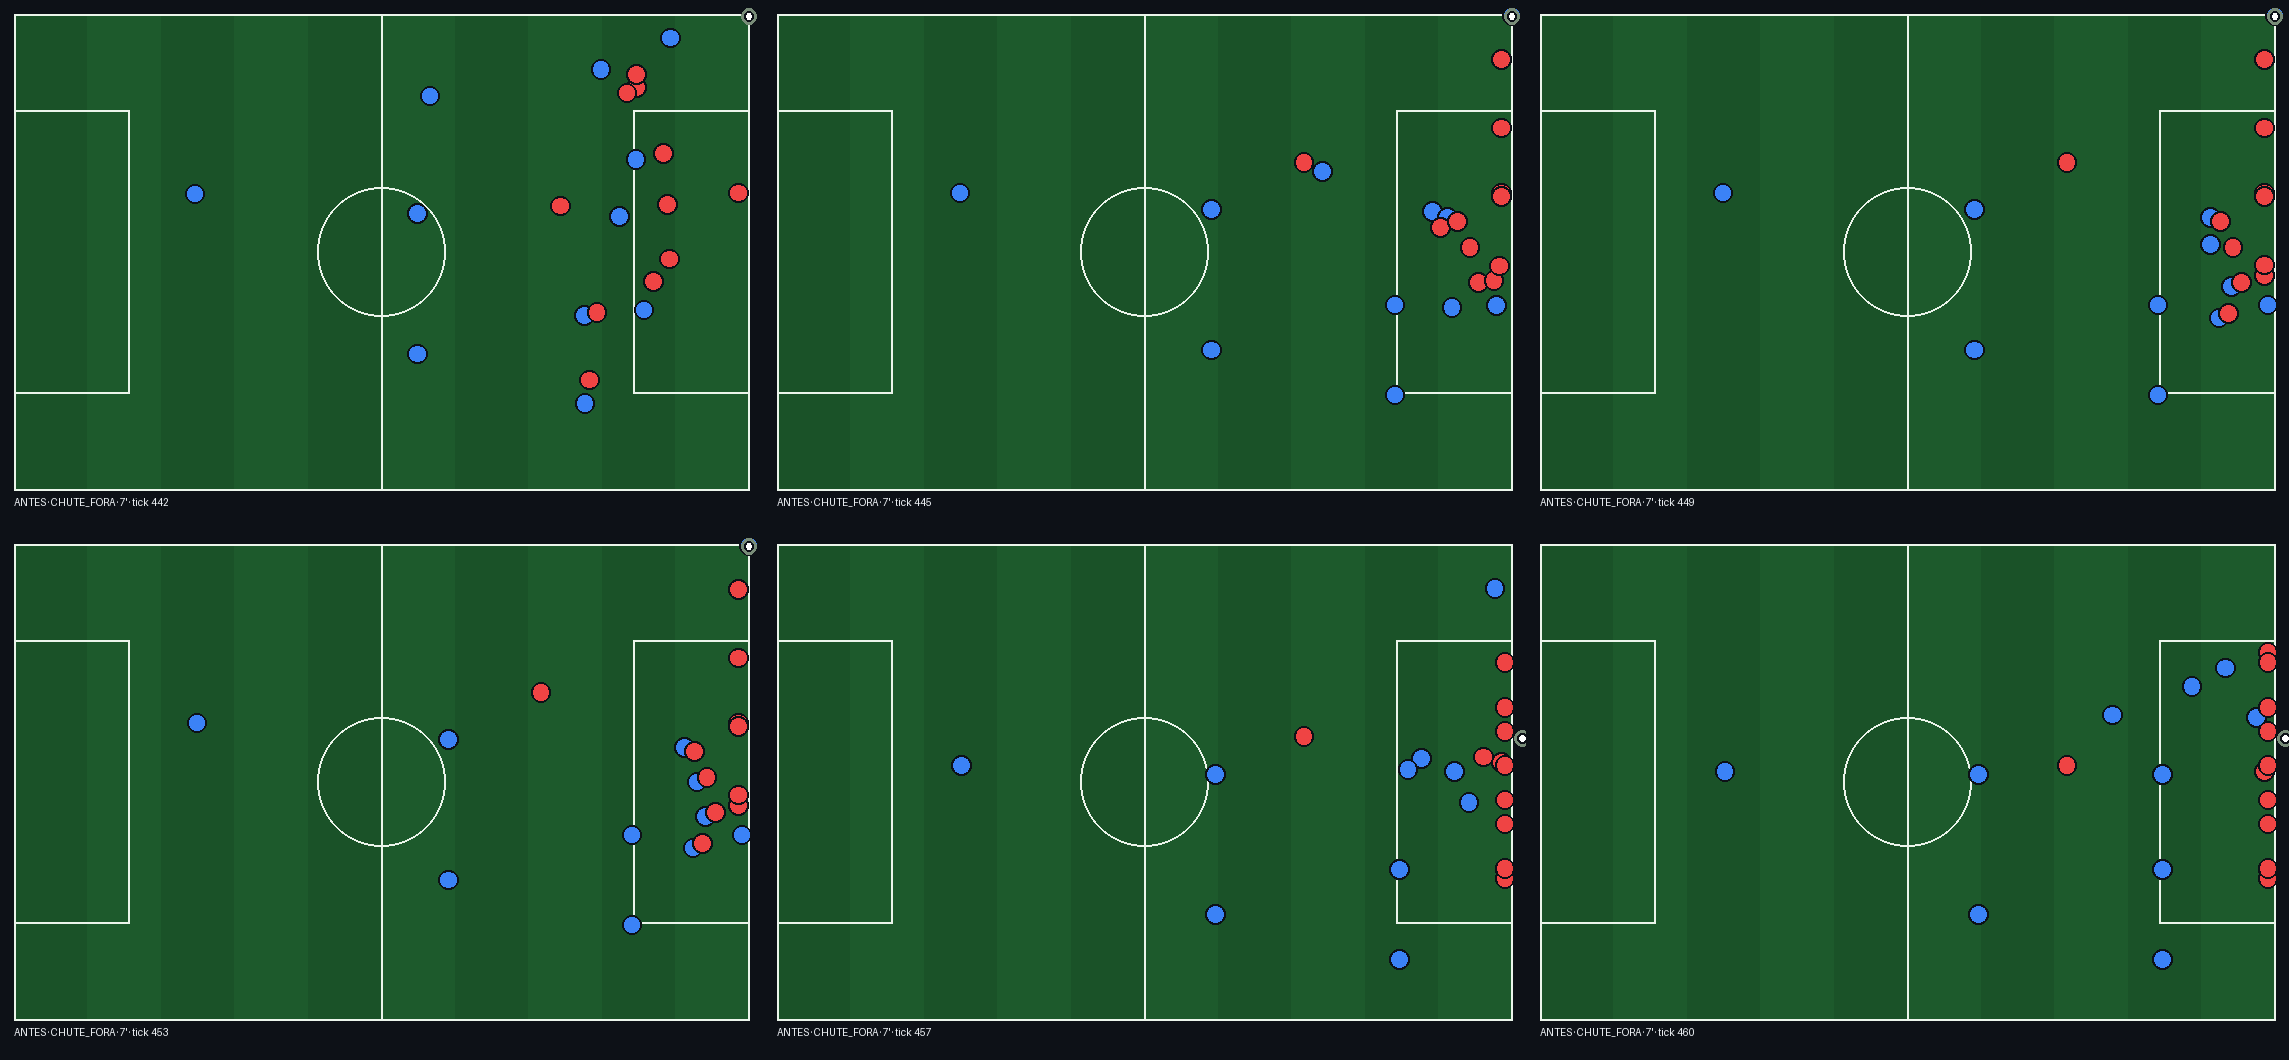 ANTES·CHUTE_FORA·7'·tick 442
ANTES·CHUTE_FORA·7'·tick 445
ANTES·CHUTE_FORA·7'·tick 449
ANTES·CHUTE_FORA·7'·tick 453
ANTES·CHUTE_FORA·7'·tick 457
ANTES·CHUTE_FORA·7'·tick 460